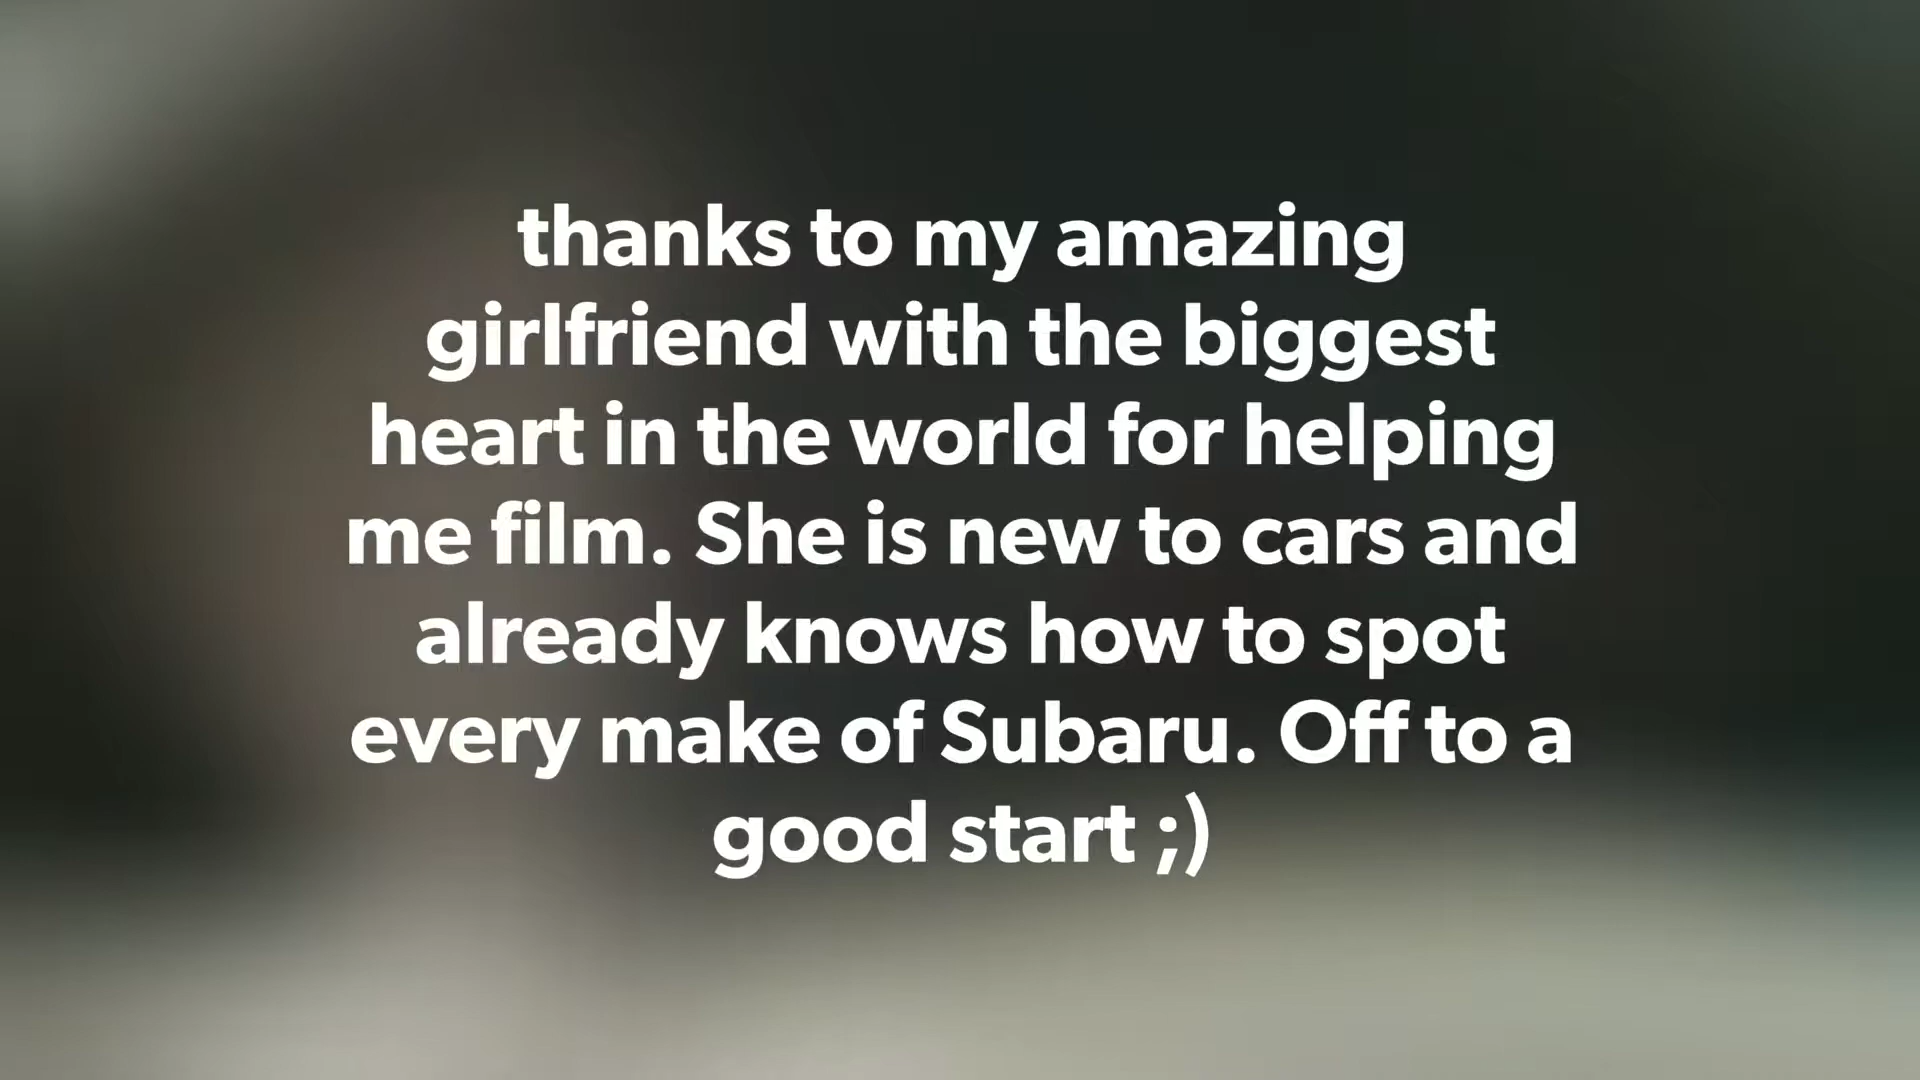 thanks to my amazing
girlfriend with the biggest
heart in the world for helping
me film. She is new to cars and
already knows how to spot
every make of Subaru. Off to a
good start ;)